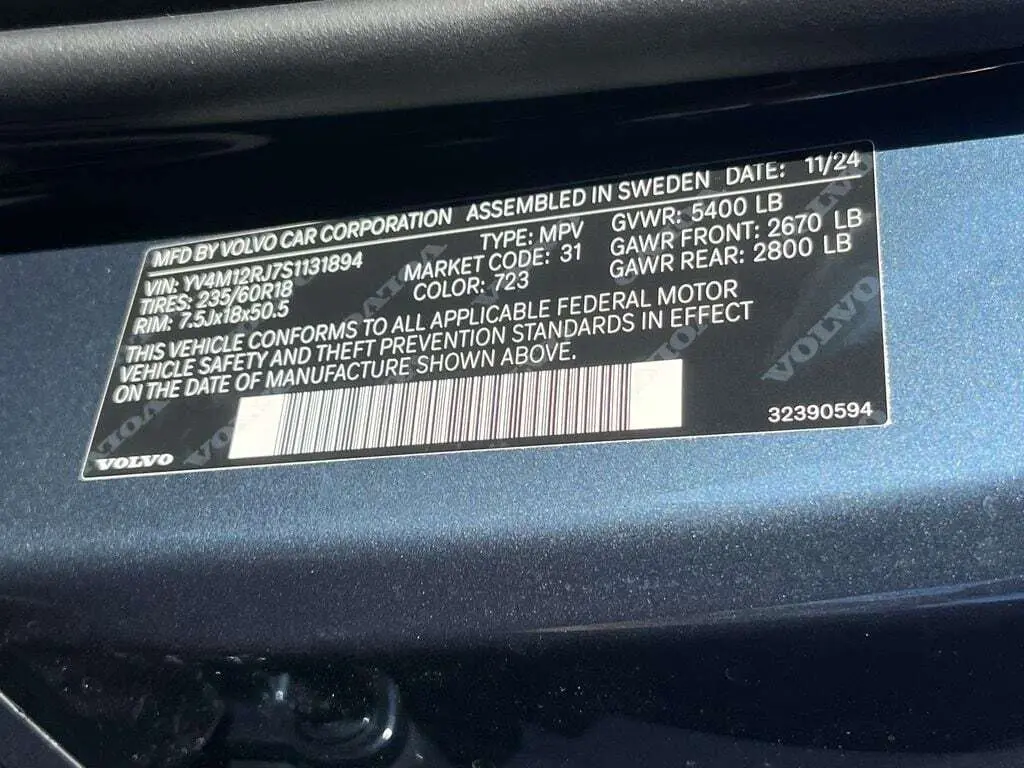 MFD BY VOLVO CAR CORPORATION ASSEMBLED IN SWEDEN DATE: 11/24
VIN: YV4M12RJ7S1131894 TYPE: MPV GVWR: 5400 LB
TIRES: 235/60R18 MARKET CODE: 31 GAWR FRONT: 2670 LB
RIM: 7.5Jx18x50.5 COLOR: 723 GAWR REAR: 2800 LB
THIS VEHICLE CONFORMS TO ALL APPLICABLE FEDERAL MOTOR
VEHICLE SAFETY AND THEFT PREVENTION STANDARDS IN EFFECT
ON THE DATE OF MANUFACTURE SHOWN ABOVE.
32390594
VOLVO